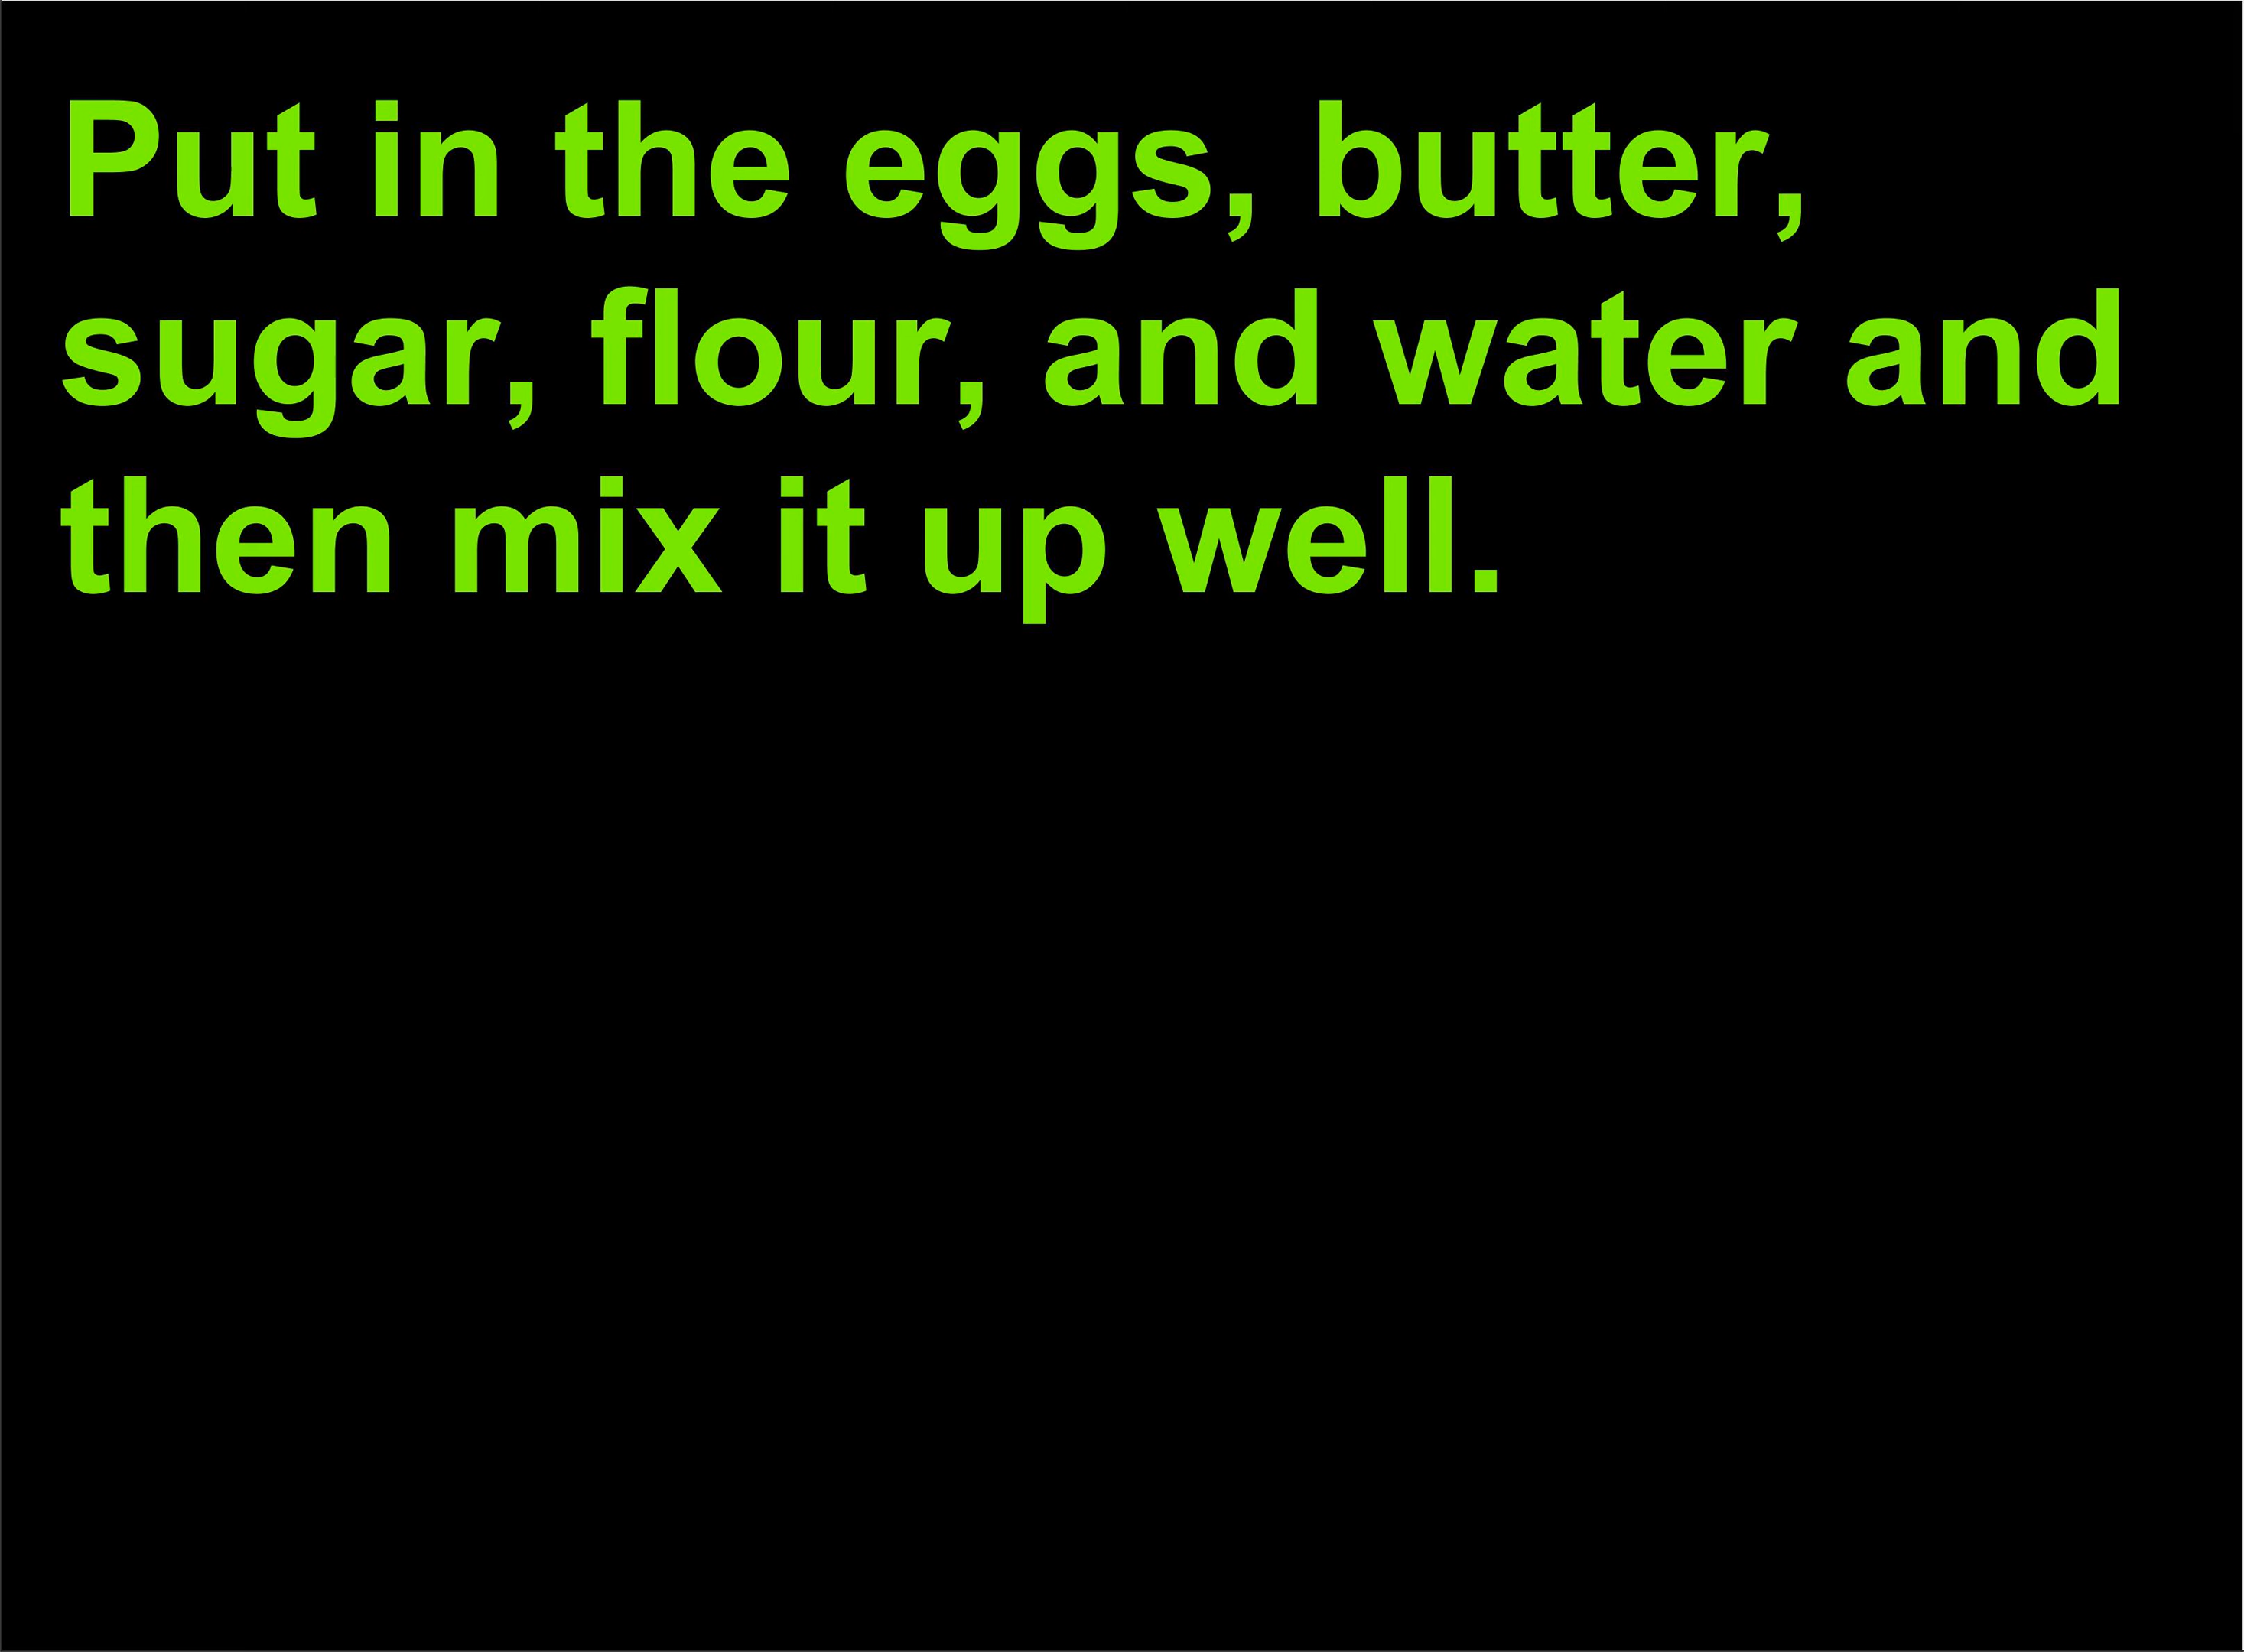 Put in the eggs, butter,
sugar, flour, and water and
then mix it up well.